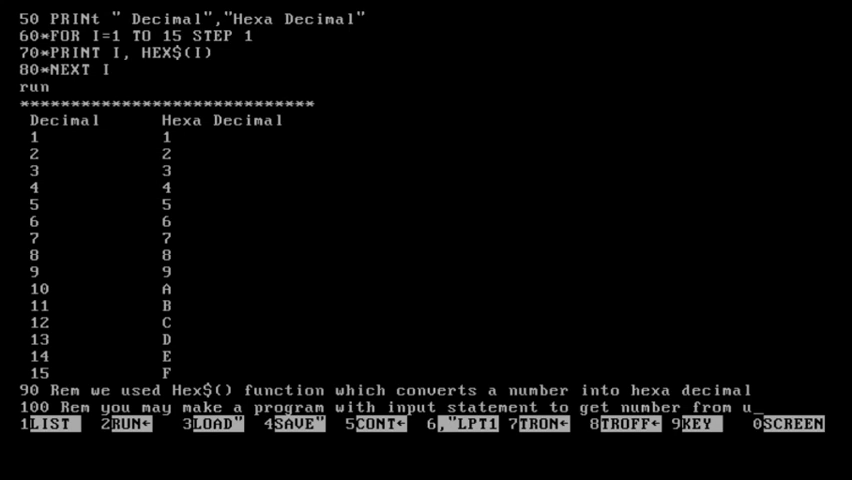 50 PRINt " Decimal","Hexa Decimal"
60*FOR I=1 TO 15 STEP 1
70*PRINT I, HEX$(I)
80*NEXT I
run
*****************************
Decimal Hexa Decimal
1 1
2 2
3 3
4 4
5 5
6 6
7 7
8 8
9 9
10 A
11 B
12 C
13 D
14 E
15 F
90 Rem we used Hex$() function which converts a number into hexa decimal
100 Rem you may make a program with input statement to get number from u_
1LIST 2RUN← 3LOAD" 4SAVE" 5CONT← 6,"LPT1 7TRON← 8TROFF← 9KEY 0SCREEN